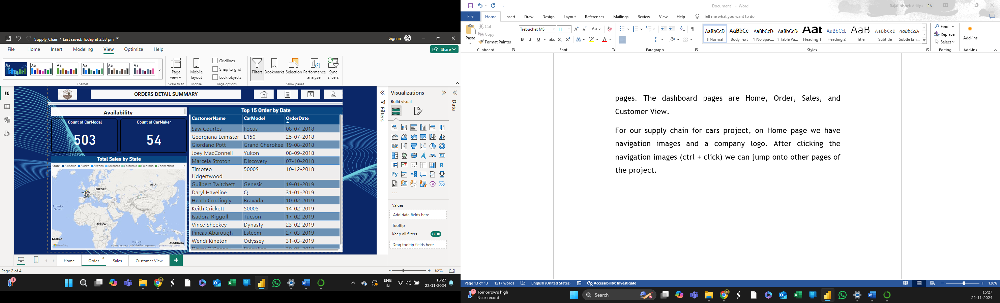 Supply_Chain • Last saved: Today at 2:53 pm
Sign in
File Home Insert Modeling View Optimize Help
Share
Aa Aa Aa Aa Aa Aa
Themes
Page view
Scale to fit
Mobile layout
Mobile
Gridlines
Snap to grid
Lock objects
Page options
Filters
Bookmarks
Selection
Performance analyzer
Sync slicers
Show panes
ORDERS DETAIL SUMMARY
Availability
Count of CarModel
503
Count of CarMaker
54
Total Sales by State
State Alabama Alaska Arizona Arkansas California Colorado Connecticut
ASIA
EUROPE
Atlantic
Ocean
AFRICA
MERICA
Indian
AUSTRALIA
Microsoft Bing
Top 15 Order by Date
CustomerName CarModel OrderDate
Saw Courtes Focus 08-07-2018
Georgiana Leimster E150 25-07-2018
Giordano Pott Grand Cherokee 19-08-2018
Joey MacConnell Yukon 08-09-2018
Marcela Stroton Discovery 07-10-2018
Timoteo 5000S 10-12-2018
Lidgertwood
Guilbert Twitchett Genesis 19-01-2019
Daryl Haveline Q 31-01-2019
Heath Cordingly Bravada 10-02-2019
Keith Crickett 5000S 14-02-2019
Isadora Riggoll Tucson 17-02-2019
Vince Sheekey Dynasty 23-02-2019
Pincas Abarough Esteem 27-03-2019
Wendi Kineton Odyssey 31-03-2019
Filters
Visualizations
Build visual
R
Py
Values
Add data fields here
Tooltip
Keep all filters On
Drag tooltip fields here
Data
Home Order x Sales Customer View +
Page 2 of 4
- + 68%
1
ENG
IN
15:27
22-11-2024
Document1 - Word
Rajabhishek Aditya RA
File Home Insert Draw Design Layout References Mailings Review View Help Tell me what you want to do
Paste
Cut
Copy
Format Painter
Clipboard
Trebuchet MS 11
Font
Paragraph
AaBbCcD AaBbCcI AaBbCcD AaBbCcD AaI AaBbCcE AaB AaBbCcE AaBbCcDı
¶ Normal Body Text ¶ No Spac... ¶ Table Pa... Heading 1 Heading 2 Title Subtitle Subtle Em...
Styles
Find
Replace
Select
Editing
Add-ins
Add-ins
pages. The dashboard pages are Home, Order, Sales, and
Customer View.
For our supply chain for cars project, on Home page we have
navigation images and a company logo. After clicking the
navigation images (ctrl + click) we can jump onto other pages of
the project.
Page 13 of 13 1217 words English (United States) Accessibility: Investigate
- + 130%
1 Tomorrow's high
Near record
Search
15:27
22-11-2024